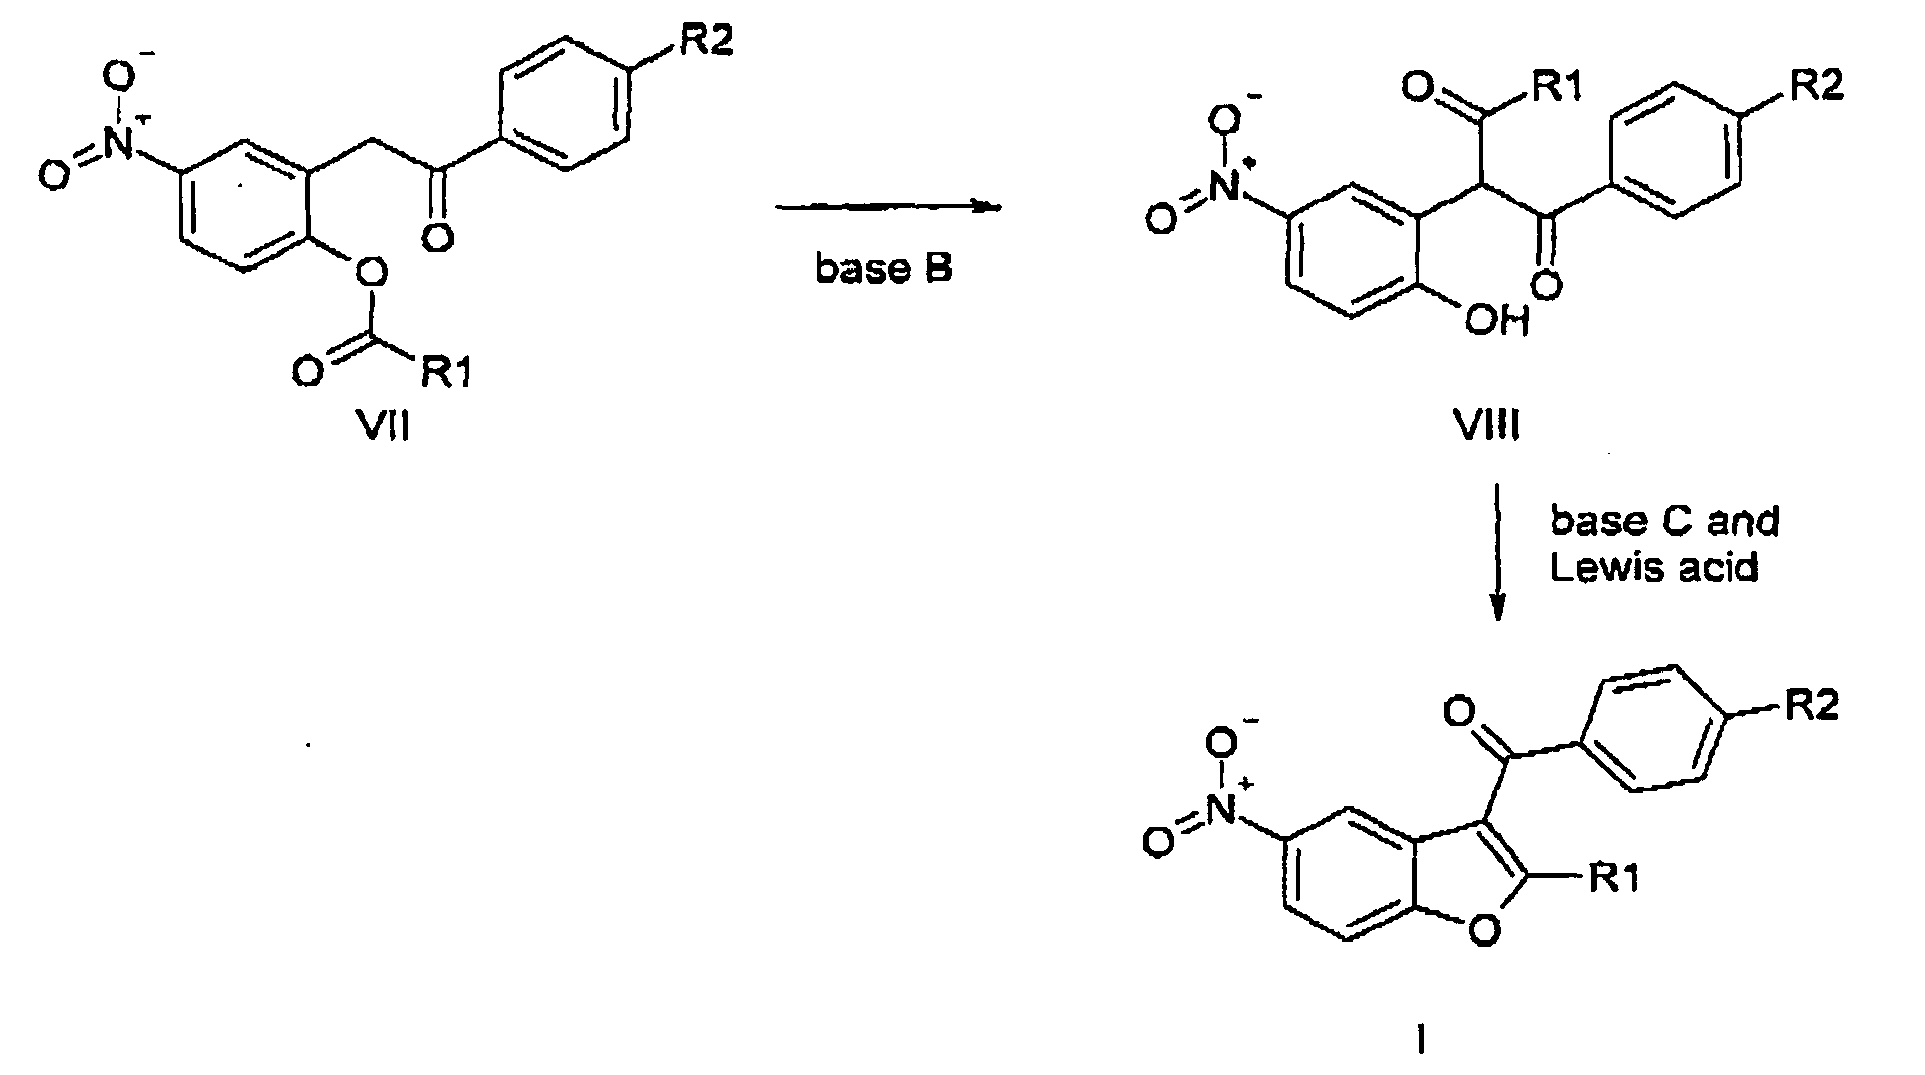 R2
O⁻
N⁺
O
O
O
O
R1
VII
base B
O
R1
R2
O⁻
N⁺
O
O
OH
VIII
base C and
Lewis acid
O
R2
O⁻
N⁺
O
R1
O
I